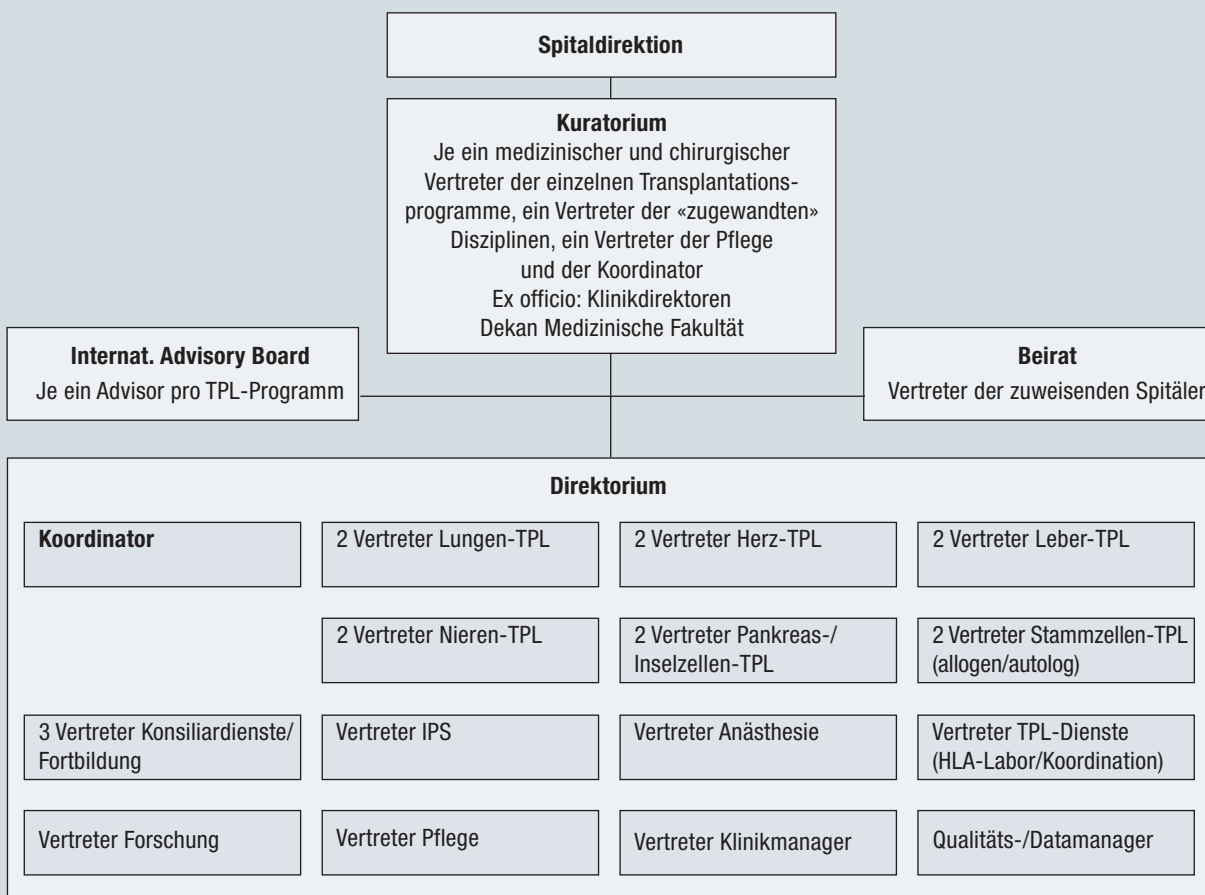 Spitaldirektion
Kuratorium
Je ein medizinischer und chirurgischer
Vertreter der einzelnen Transplantations-
programme, ein Vertreter der «zugewandten»
Disziplinen, ein Vertreter der Pflege
und der Koordinator
Ex officio: Klinikdirektoren
Dekan Medizinische Fakultät
Internat. Advisory Board
Je ein Advisor pro TPL-Programm
Beirat
Vertreter der zuweisenden Spitäler
Direktorium
Koordinator
2 Vertreter Lungen-TPL
2 Vertreter Herz-TPL
2 Vertreter Leber-TPL
2 Vertreter Nieren-TPL
2 Vertreter Pankreas-/
Inselzellen-TPL
2 Vertreter Stammzellen-TPL
(allogen/autolog)
3 Vertreter Konsiliardienste/
Fortbildung
Vertreter IPS
Vertreter Anästhesie
Vertreter TPL-Dienste
(HLA-Labor/Koordination)
Vertreter Forschung
Vertreter Pflege
Vertreter Klinikmanager
Qualitäts-/Datamanager